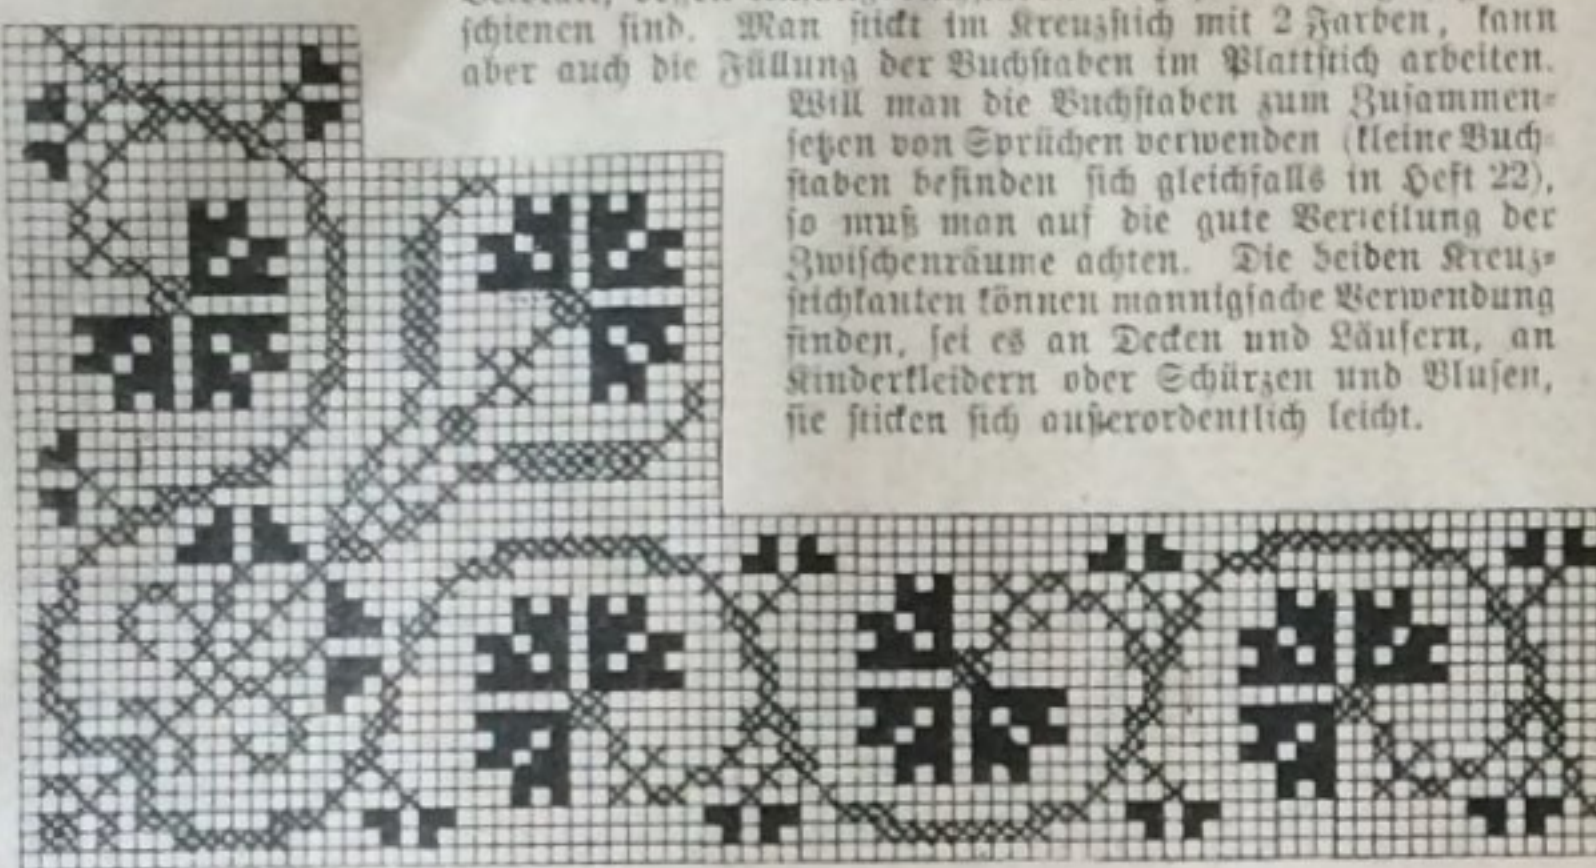 schienen sind. Man stickt im Kreuzstich mit 2 Farben, kann
aber auch die Füllung der Buchstaben im Plattstich arbeiten.
Will man die Buchstaben zum Zusammen-
setzen von Sprüchen verwenden (kleine Buch-
staben befinden sich gleichfalls in Heft 22),
so muß man auf die gute Verteilung der
Zwischenräume achten. Die beiden Kreuz-
stichkanten können mannigfache Verwendung
finden, sei es an Decken und Läufern, an
Kinderkleidern oder Schürzen und Blusen,
sie sticken sich außerordentlich leicht.